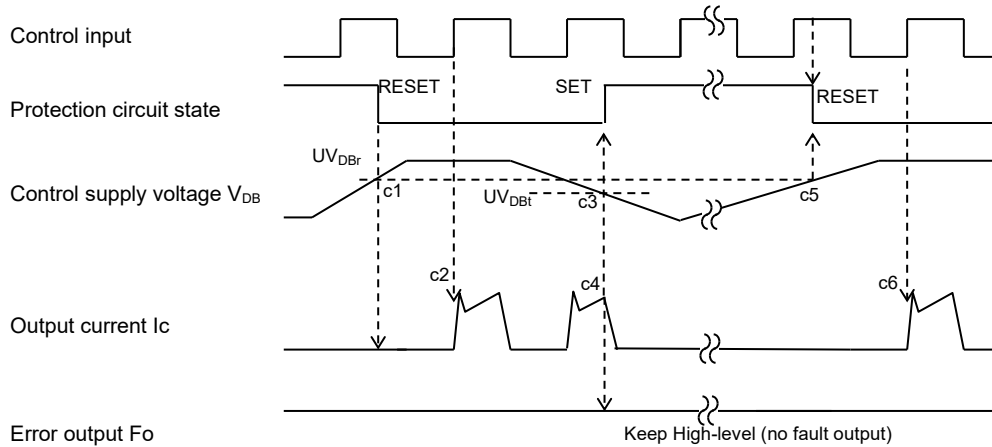 Control input
RESET
SET
RESET
Protection circuit state
UV_DBr
c1
Control supply voltage V_DB
UV_DBt
c3
c5
c2
c4
c6
Output current Ic
Error output Fo
Keep High-level (no fault output)